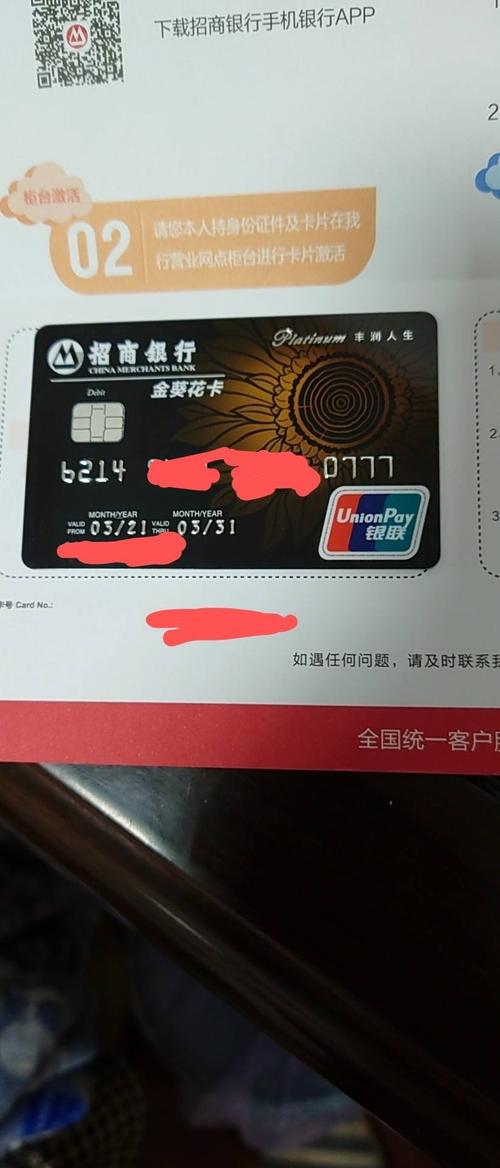 下载招商银行手机银行APP
2
柜台激活
02
请您本人持身份证件及卡片在我
行营业网点柜台进行卡片激活
招商银行
CHINA MERCHANTS BANK
金葵花卡
Platinum 丰润人生
Debit
6214
0777
MONTH/YEAR MONTH/YEAR
VALID FROM 03/21 VALID THRU 03/31
UnionPay
银联
1
2
3
卡号 Card No.:
如遇任何问题，请及时联系我
全国统一客户服